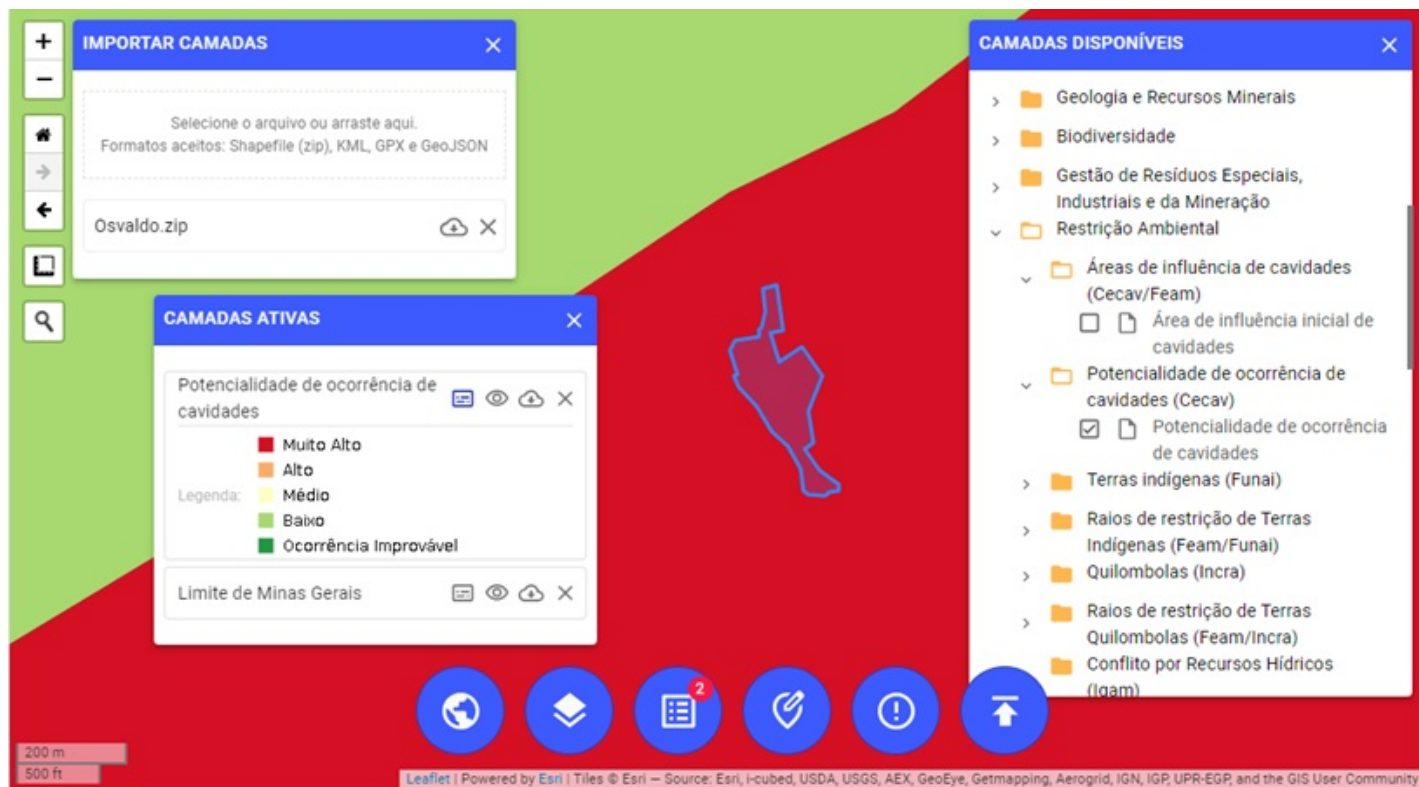 +
−
IMPORTAR CAMADAS
Selecione o arquivo ou arraste aqui.
Formatos aceitos: Shapefile (zip), KML, GPX e GeoJSON
Osvaldo.zip
CAMADAS ATIVAS
Potencialidade de ocorrência de
cavidades
Legenda:
Muito Alto
Alto
Médio
Baixo
Ocorrência Improvável
Limite de Minas Gerais
CAMADAS DISPONÍVEIS
Geologia e Recursos Minerais
Biodiversidade
Gestão de Resíduos Especiais,
Industriais e da Mineração
Restrição Ambiental
Áreas de influência de cavidades
(Cecav/Feam)
Área de influência inicial de
cavidades
Potencialidade de ocorrência de
cavidades (Cecav)
Potencialidade de ocorrência
de cavidades
Terras indígenas (Funai)
Raios de restrição de Terras
Indígenas (Feam/Funai)
Quilombolas (Incra)
Raios de restrição de Terras
Quilombolas (Feam/Incra)
Conflito por Recursos Hídricos
(Igam)
2
200 m
500 ft
Leaflet | Powered by Esri | Tiles © Esri — Source: Esri, i-cubed, USDA, USGS, AEX, GeoEye, Getmapping, Aerogrid, IGN, IGP, UPR-EGP, and the GIS User Community